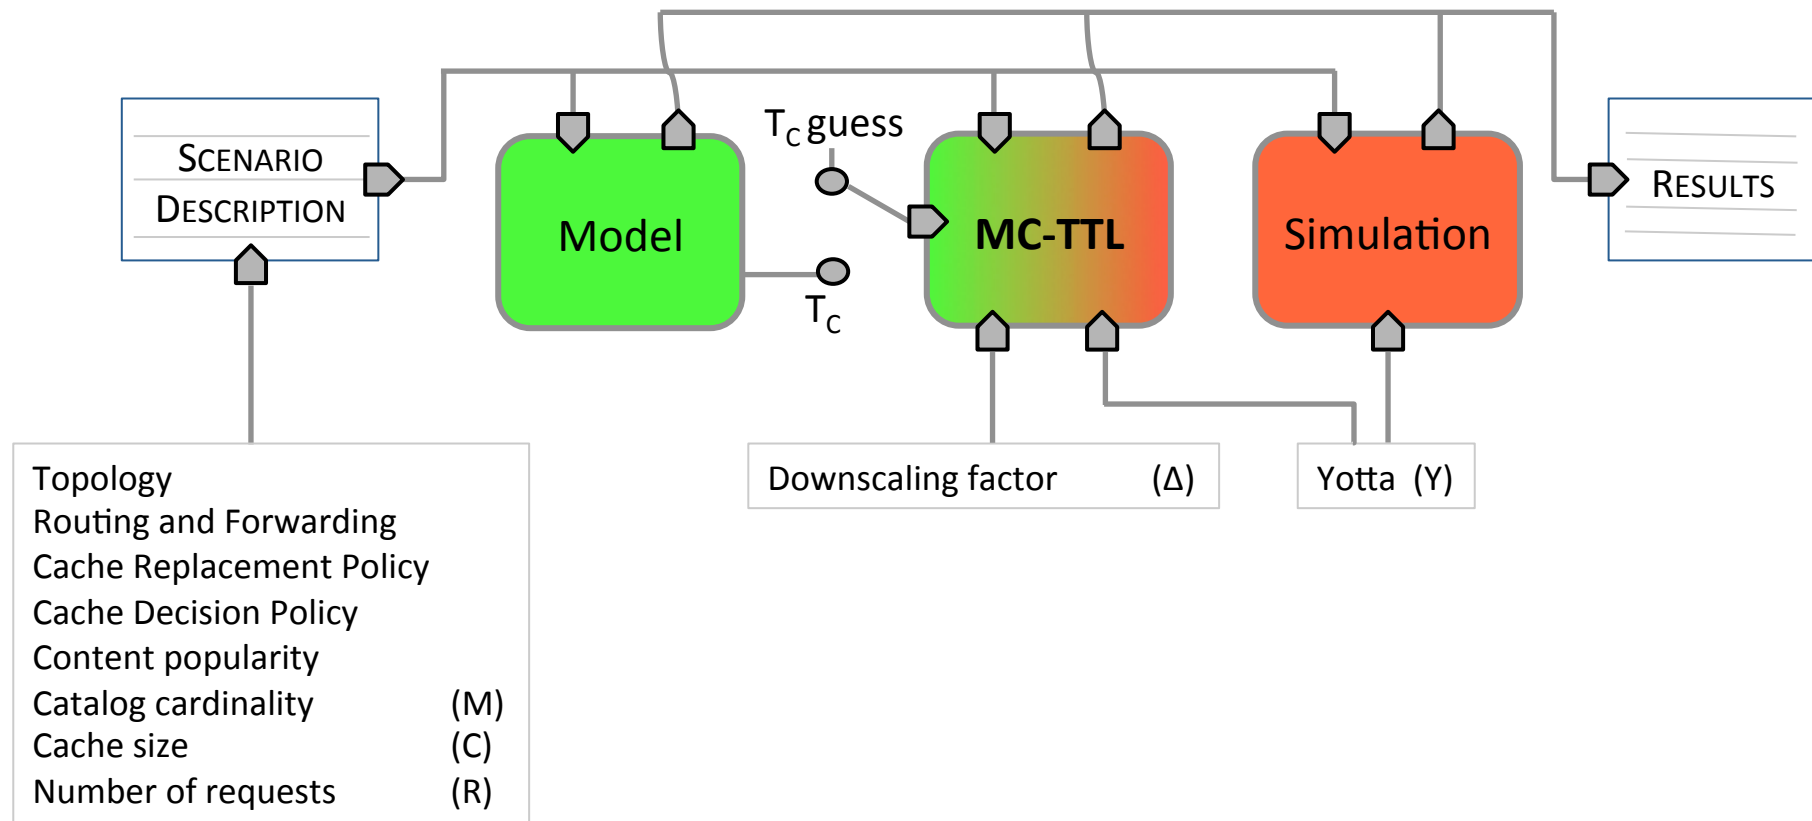 SCENARIO
DESCRIPTION
Model
TC guess
TC
MC-TTL
Simulation
RESULTS
Topology
Routing and Forwarding
Cache Replacement Policy
Cache Decision Policy
Content popularity
Catalog cardinality (M)
Cache size (C)
Number of requests (R)
Downscaling factor (Δ)
Yotta (Y)